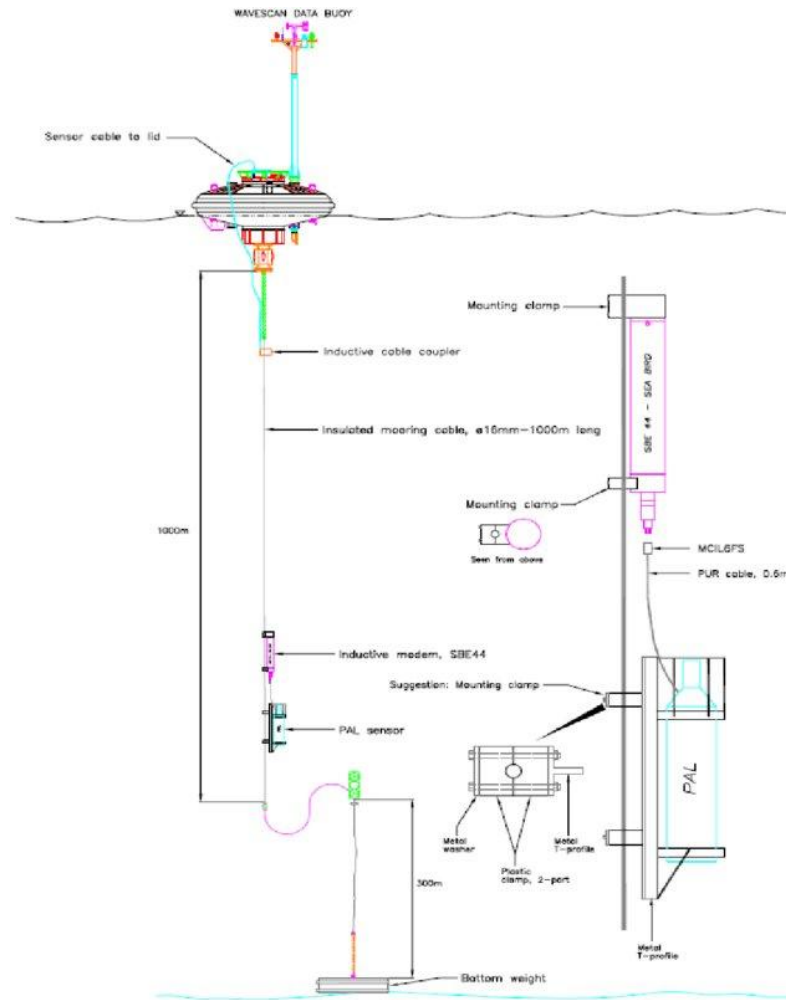 WAVESCAN DATA BUOY
Sensor cable to lid
Mounting clamp
SBE 44 – SEA BIRD
Inductive cable coupler
Insulated mooring cable, ø16mm–1000m long
Mounting clamp
Seen from above
1000m
MCIL6FS
PUR cable, 0.6m
Inductive modem, SBE44
Suggestion: Mounting clamp
PAL sensor
PAL
Metal
washer
Metal
T-profile
Plastic
clamp, 2-part
300m
Metal
T-profile
Bottom weight